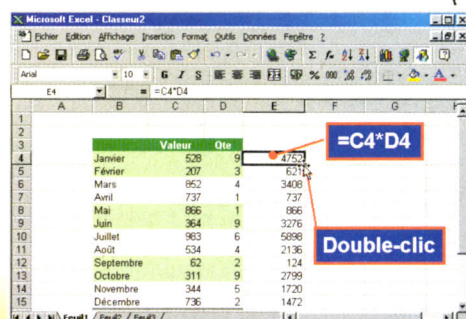 Microsoft Excel - Classeur2
Fichier Edition Affichage Insertion Format Outils Données Fenêtre ?
Arial 10 G I S % 000
E4 = =C4*D4
A B C D E F G
1
2
3 Valeur Qte
4 Janvier 528 9 4752
=C4*D4
5 Février 207 3 621
6 Mars 852 4 3408
7 Avril 737 1 737
8 Mai 866 1 866
9 Juin 364 9 3276
10 Juillet 983 6 5898
11 Août 534 4 2136
Double-clic
12 Septembre 62 2 124
13 Octobre 311 9 2799
14 Novembre 344 5 1720
15 Décembre 736 2 1472
Feuil1 Feuil2 Feuil3